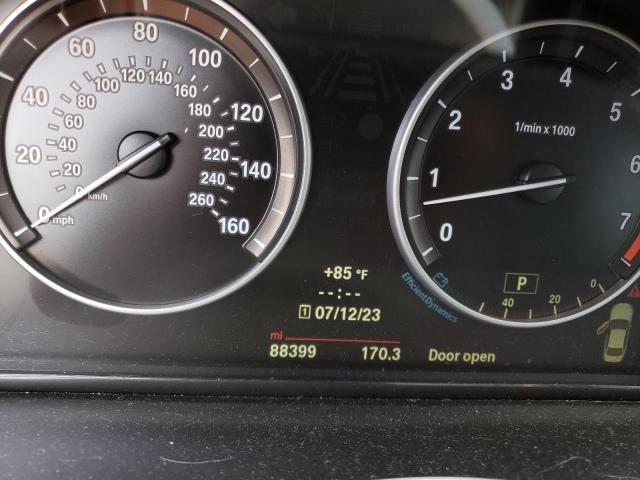 80
60 100
100 120 140
80 160
40 60 180 120
40 200
20 20 220 140
0 km/h 240
0 mph 260 160
4
3 5
2 1/min x 1000
6
1
7
0
+85 °F
--:--
P
EfficientDynamics
40 20 0
1 07/12/23
mi
88399 170.3 Door open